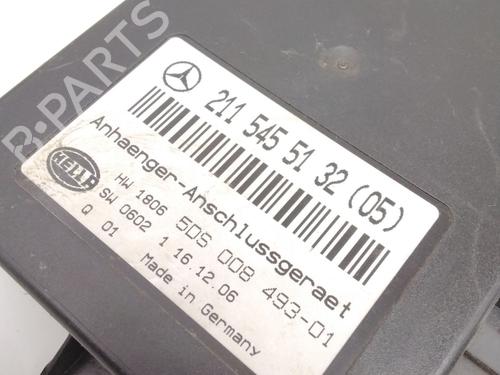 B-PARTS
211 545 51 32 (05)
Anhaenger-Anschlussgeraet
HELLA
HW 1806 5DS 008 493-01
SW 0602 1 16.12.06
Q 01 Made in Germany